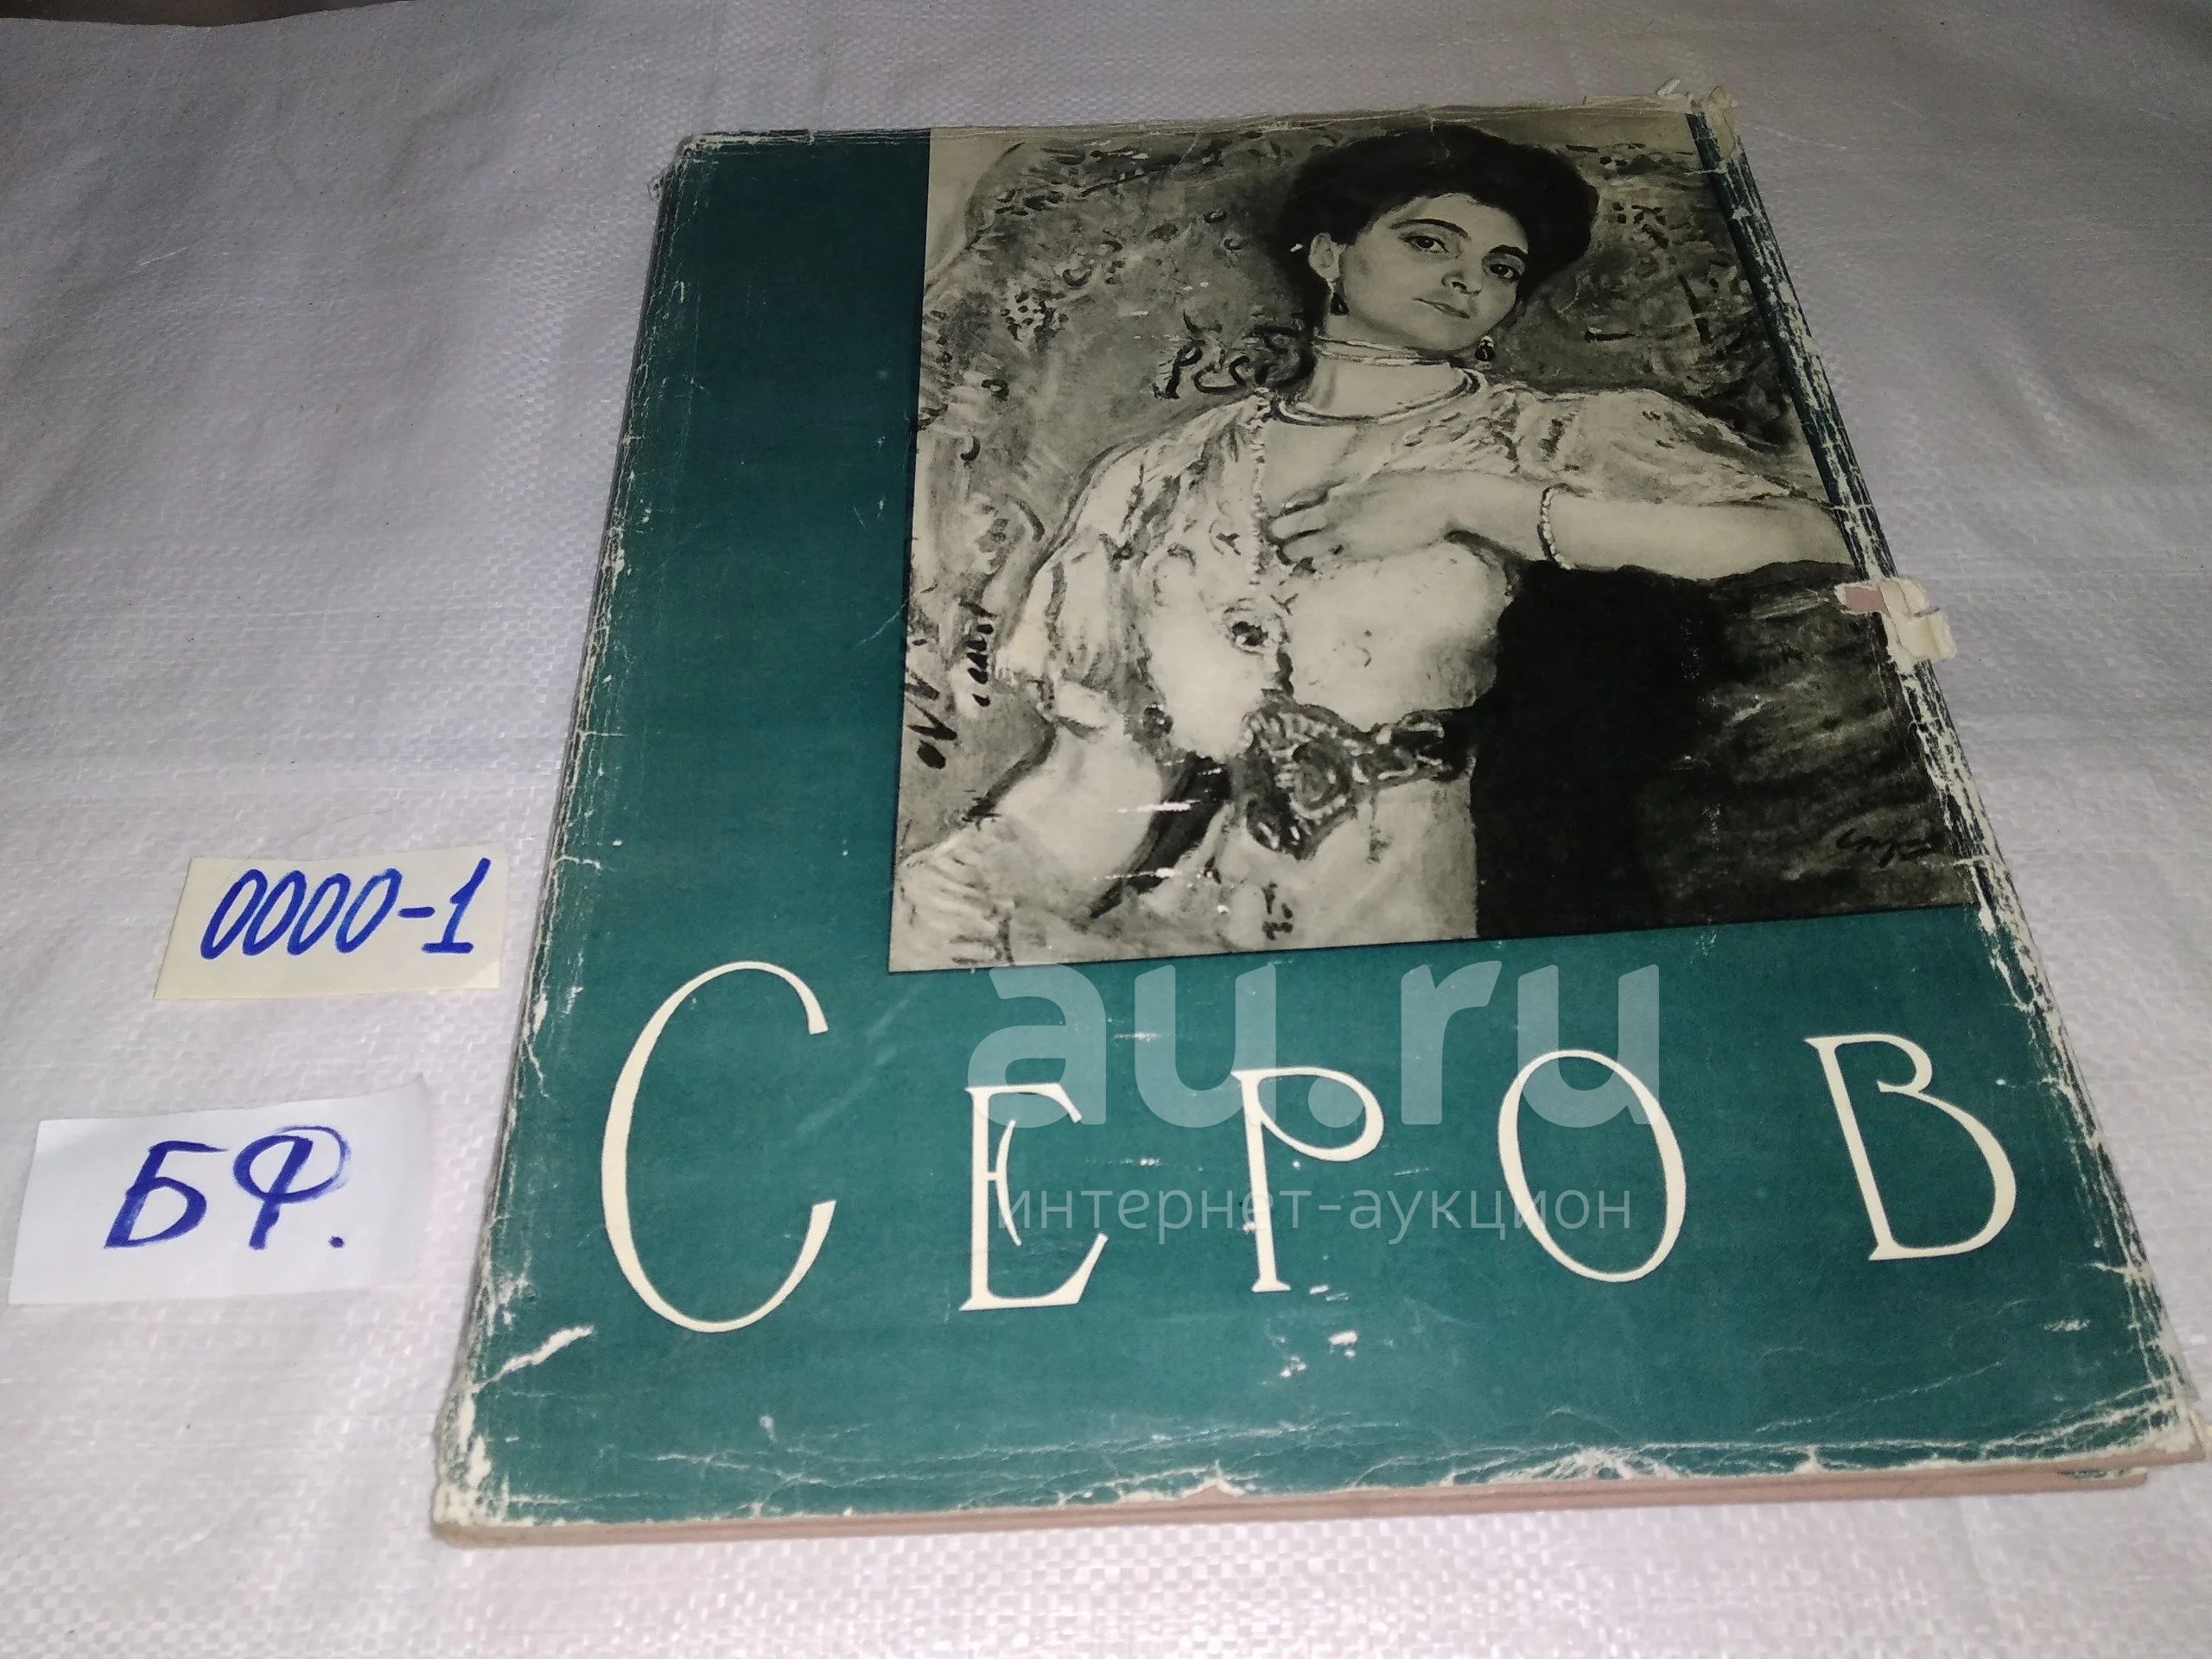 0000-1
БФ.
СЕРОВ
au.ru
интернет-аукцион